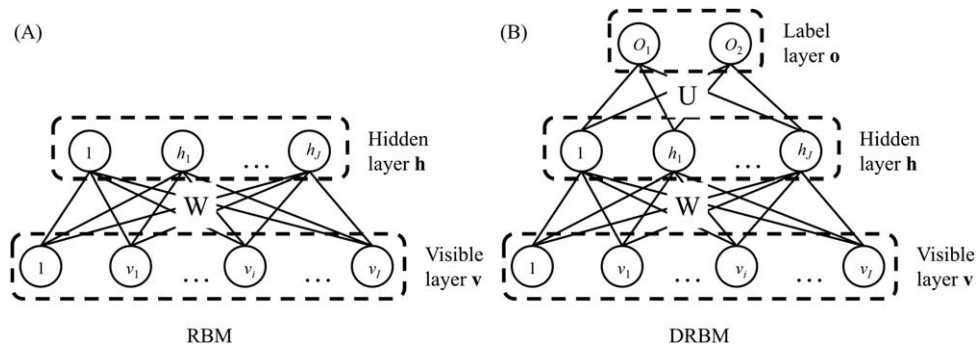 (A)
(B)
O1 O2
Label
layer o
U
1 h1 ... hJ
Hidden
layer h
1 h1 ... hJ
Hidden
layer h
W
W
1 v1 ... vi ... vI
Visible
layer v
1 v1 ... vi ... vI
Visible
layer v
RBM
DRBM